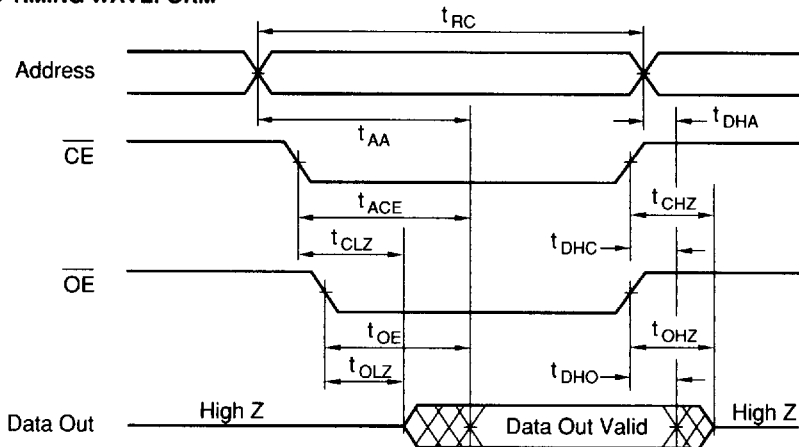 TIMING WAVEFORM
tRC
Address
tDHA
tAA
CE
tACE
tCHZ
tCLZ
tDHC
OE
tOE
tOHZ
tOLZ
tDHO
Data Out
High Z
Data Out Valid
High Z